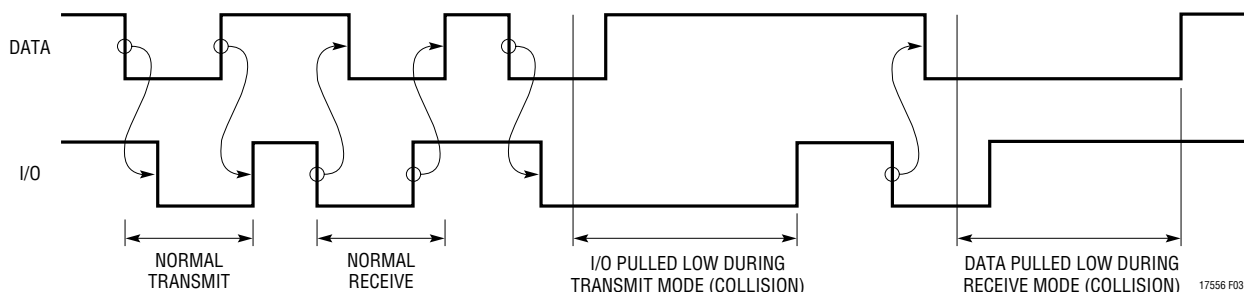 DATA
I/O
NORMAL
TRANSMIT
NORMAL
RECEIVE
I/O PULLED LOW DURING
TRANSMIT MODE (COLLISION)
DATA PULLED LOW DURING
RECEIVE MODE (COLLISION)
17556 F03